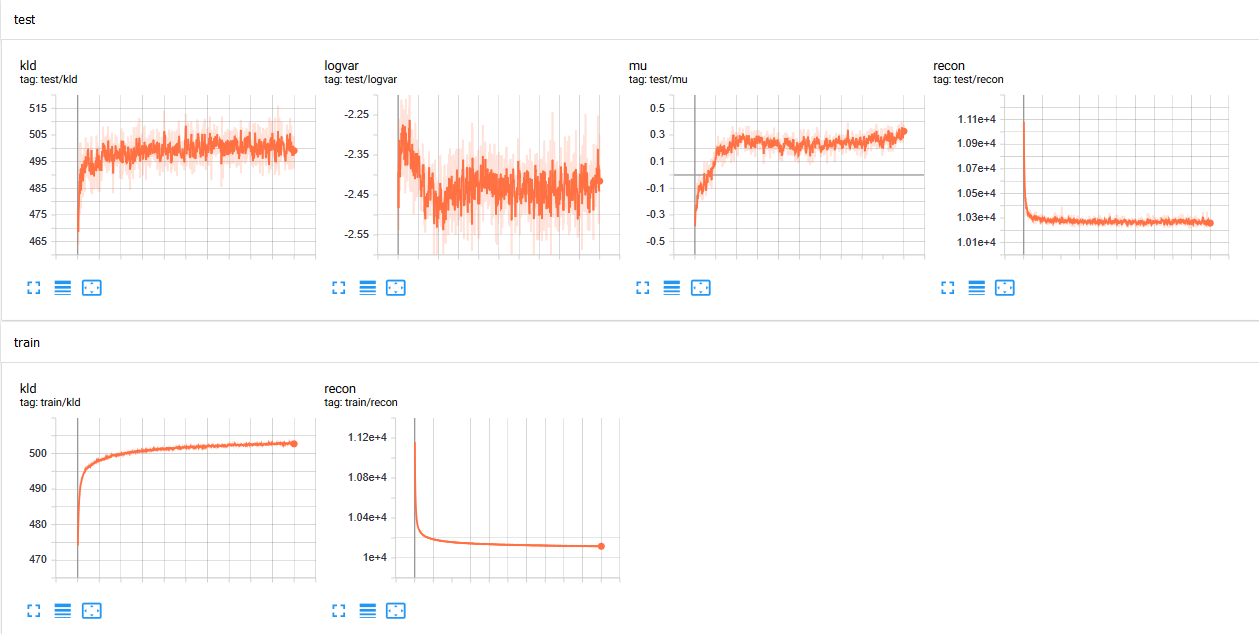 test
kld
tag: test/kld
515
505
495
485
475
465
logvar
tag: test/logvar
-2.25
-2.35
-2.45
-2.55
mu
tag: test/mu
0.5
0.3
0.1
-0.1
-0.3
-0.5
recon
tag: test/recon
1.11e+4
1.09e+4
1.07e+4
1.05e+4
1.03e+4
1.01e+4
train
kld
tag: train/kld
500
490
480
470
recon
tag: train/recon
1.12e+4
1.08e+4
1.04e+4
1e+4